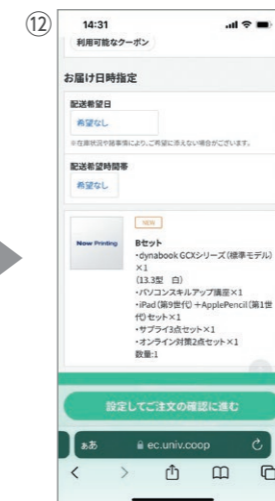 ⑫
14:31
利用可能なクーポン
お届け日時指定
配送希望日
希望なし
※在庫状況や諸事情により、ご希望に添えない場合がございます。
配送希望時間帯
希望なし
NEW
Now Printing
Bセット
・dynabook GCXシリーズ（標準モデル）
×1
（13.3型　白）
・パソコンスキルアップ講座×1
・iPad（第9世代）＋ApplePencil（第1世
代）セット×1
・サプライ3点セット×1
・オンライン対策2点セット×1
数量:1
設定してご注文の確認に進む
ぁあ
ec.univ.coop